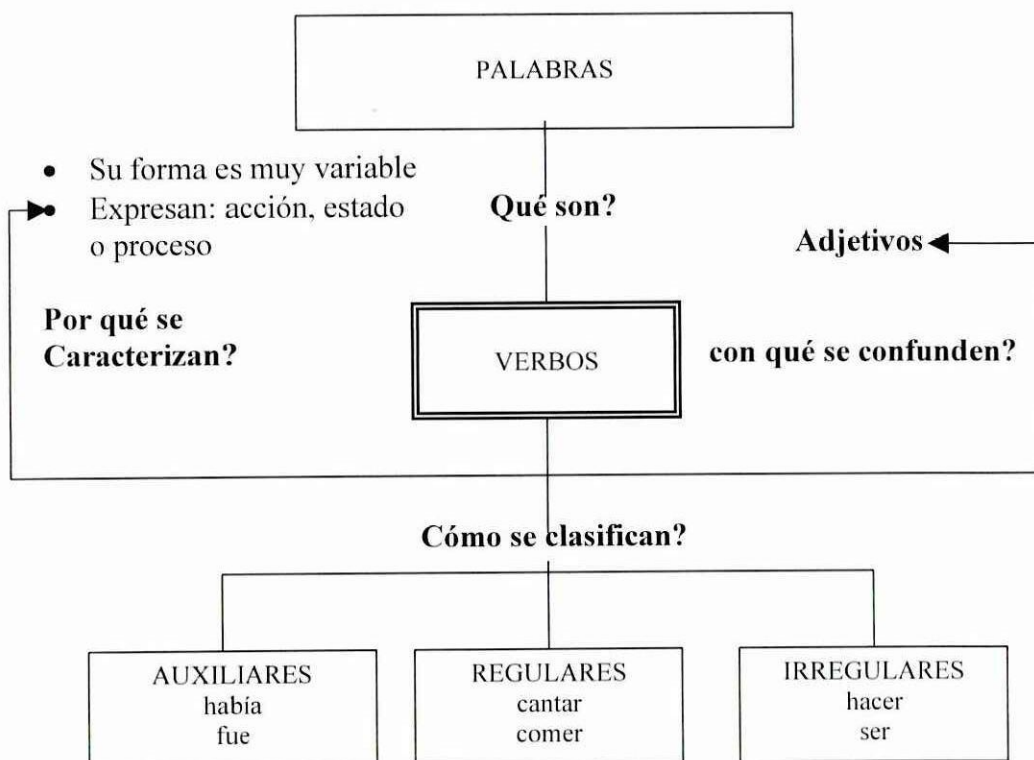 PALABRAS
• Su forma es muy variable
• Expresan: acción, estado
o proceso
Qué son?
Adjetivos
Por qué se
Caracterizan?
VERBOS
con qué se confunden?
Cómo se clasifican?
AUXILIARES
había
fue
REGULARES
cantar
comer
IRREGULARES
hacer
ser